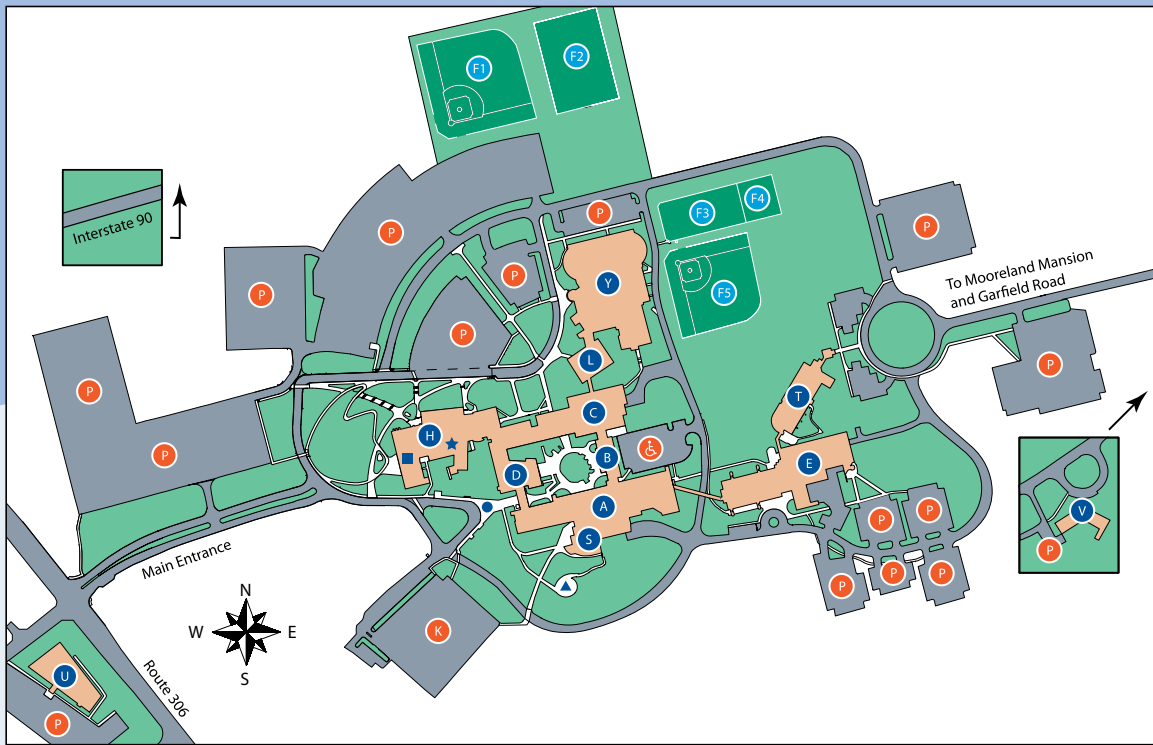 F1
F2
P
F3
F4
P
P
Interstate 90
P
Y
F5
To Mooreland Mansion
and Garfield Road
P
P
L
P
P
T
C
H
B
D
E
P
A
P
P
V
S
P
Main Entrance
P
P
P
N
W
E
S
K
U
Route 306
P